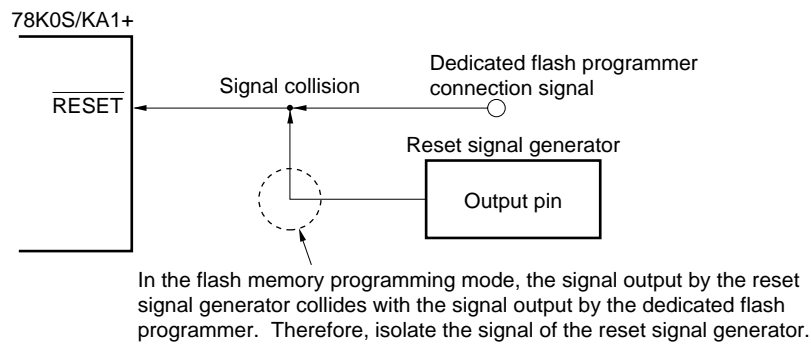 78K0S/KA1+
Dedicated flash programmer
connection signal
Signal collision
RESET
Reset signal generator
Output pin
In the flash memory programming mode, the signal output by the reset
signal generator collides with the signal output by the dedicated flash
programmer.  Therefore, isolate the signal of the reset signal generator.